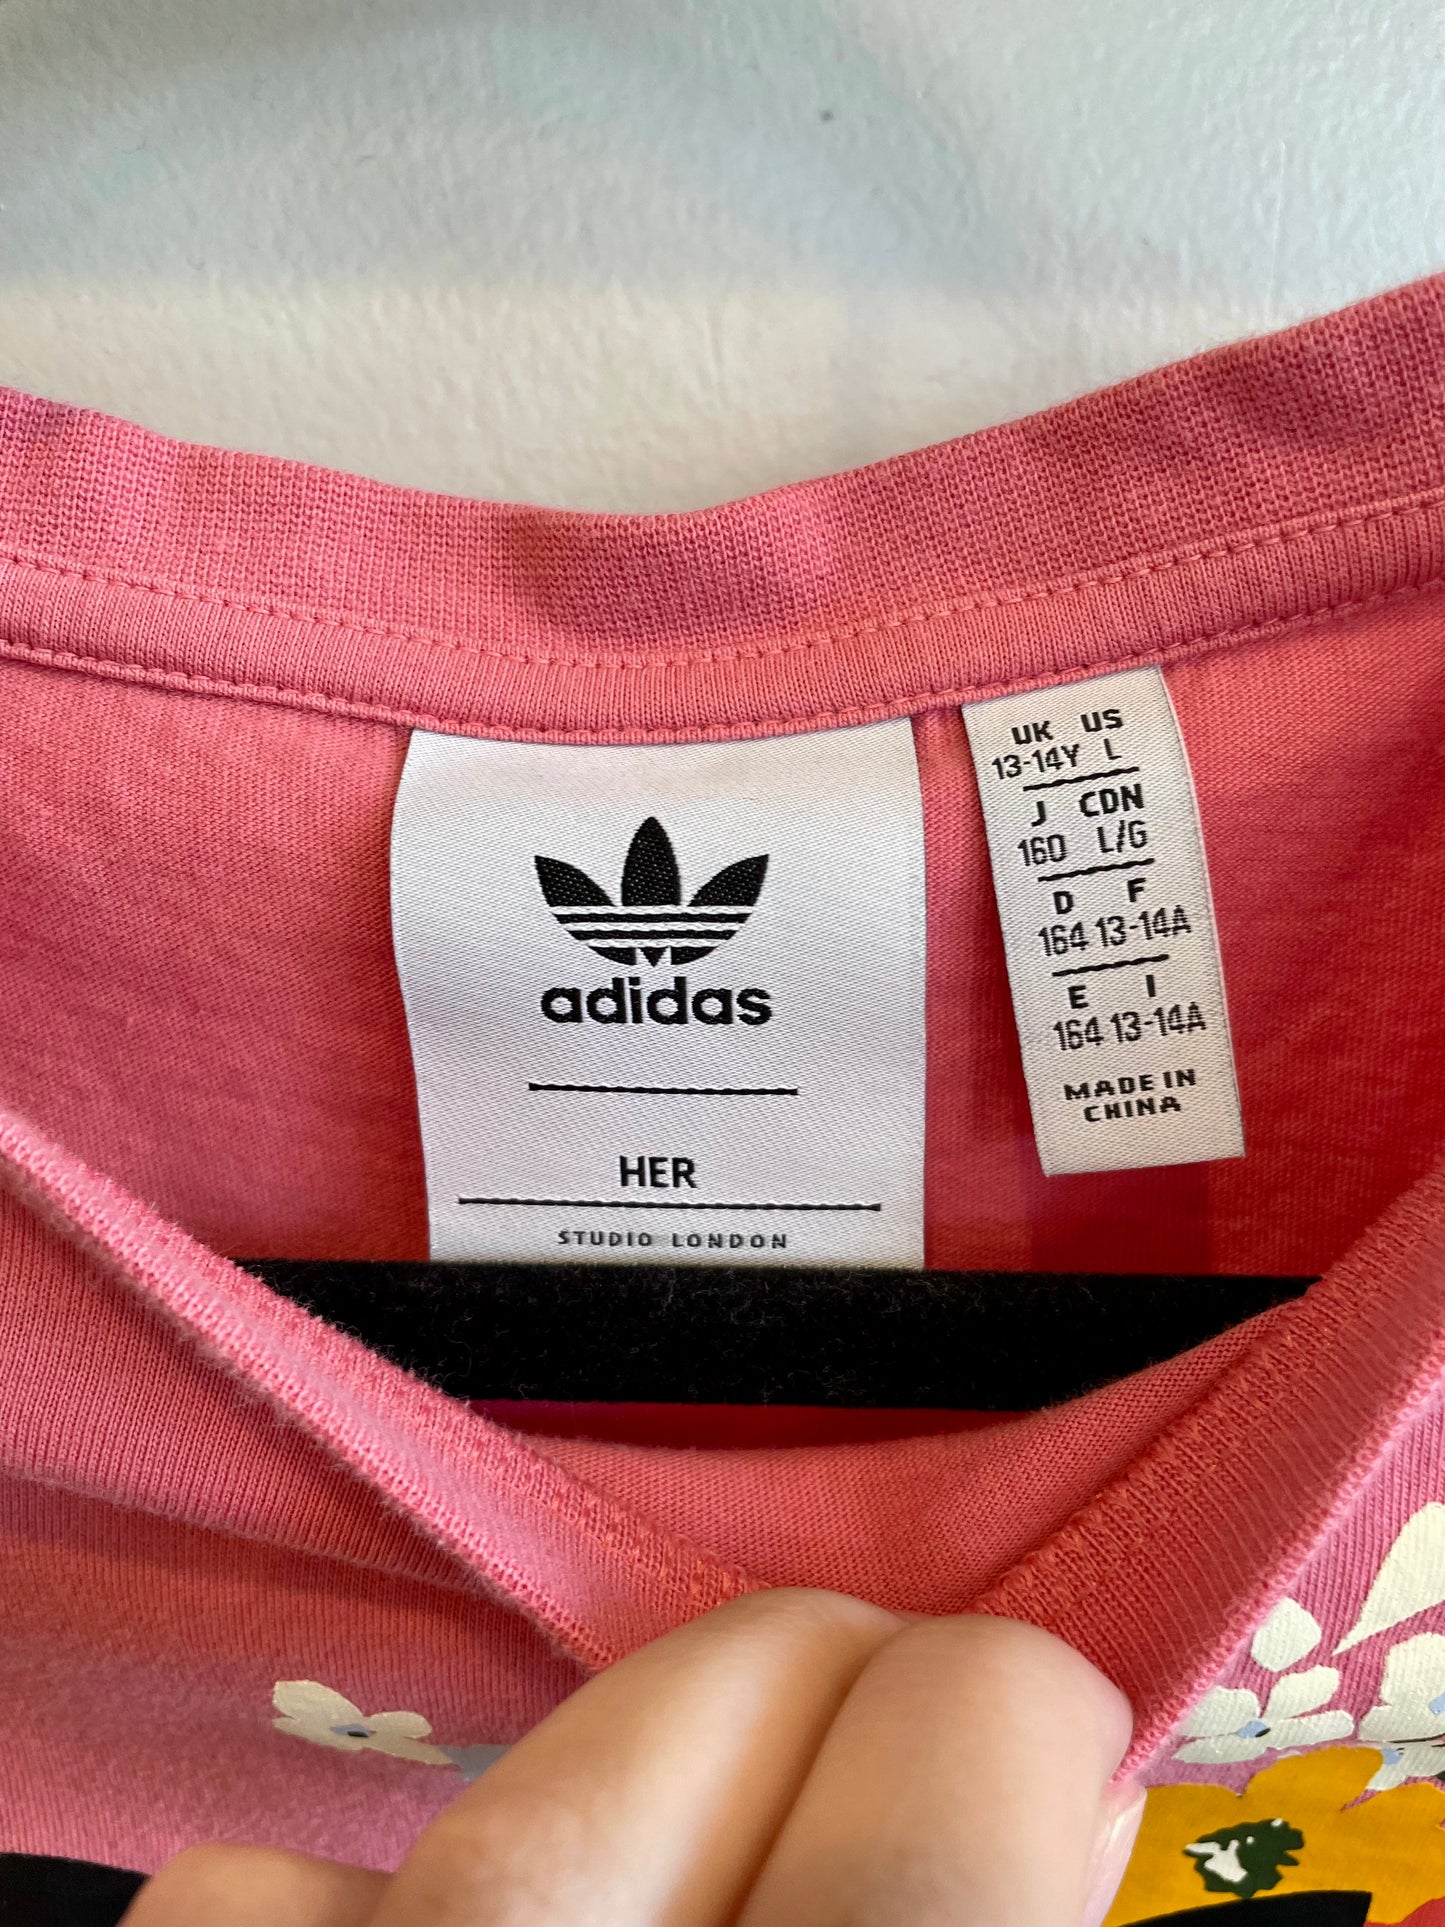 adidas
HER
STUDIO LONDON
UK US
13-14Y L
J CDN
160 L/G
D F
164 13-14A
E I
164 13-14A
MADE IN
CHINA